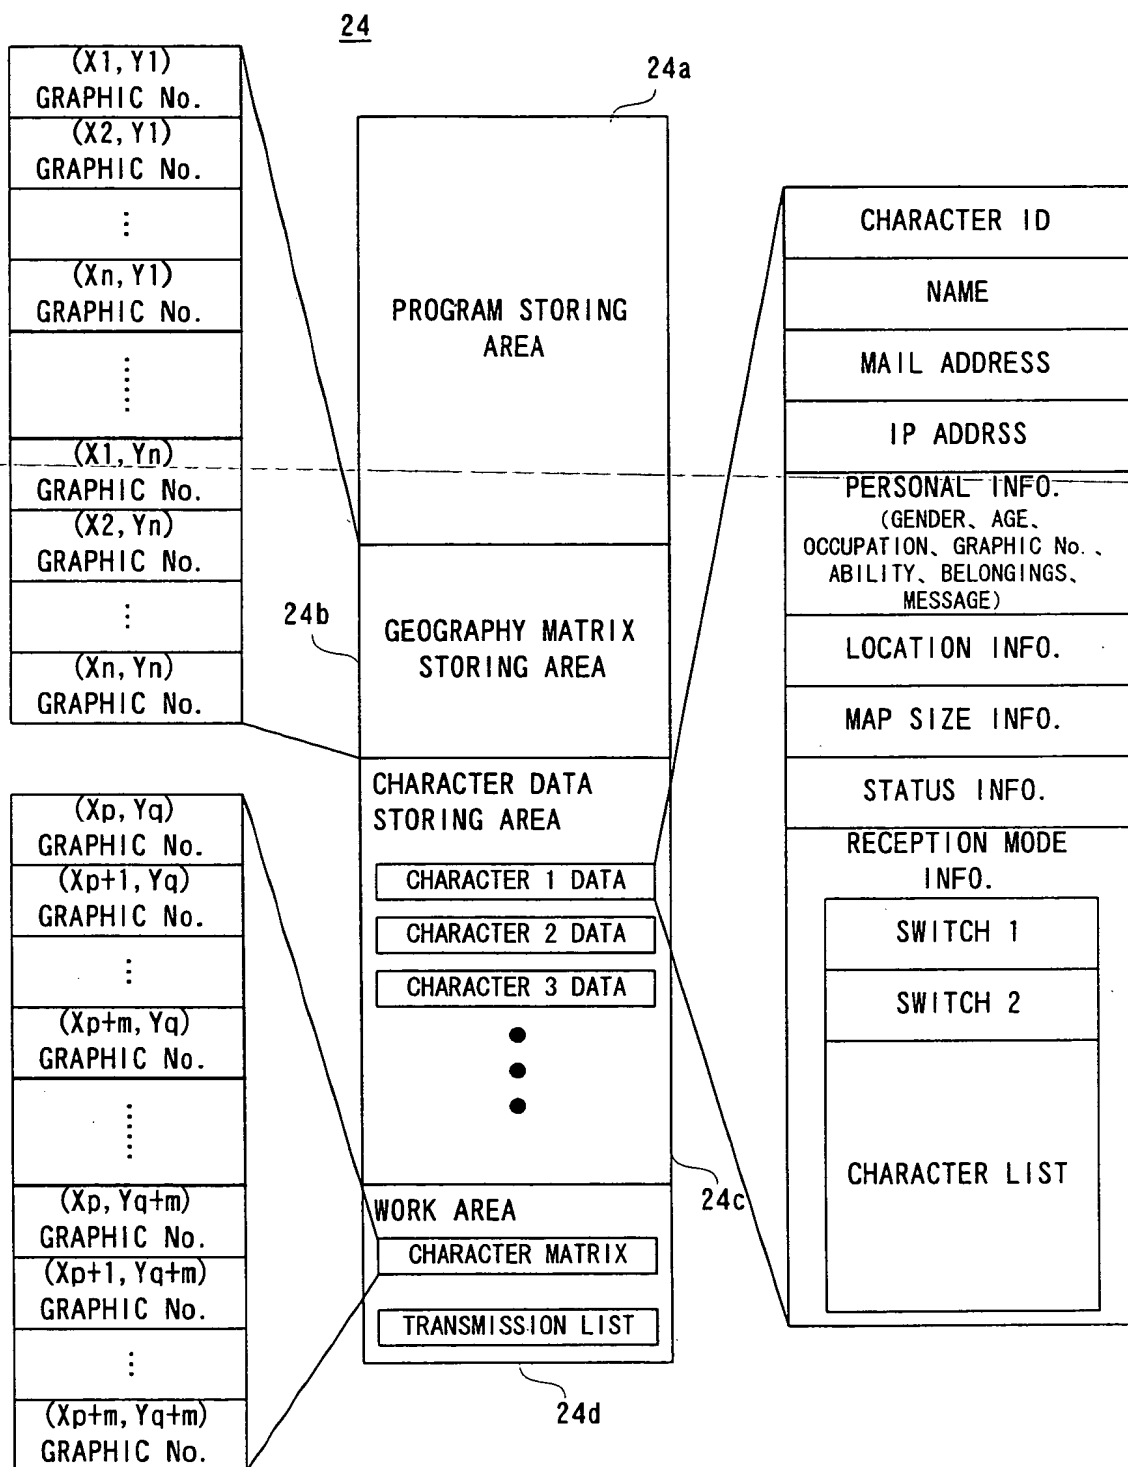 24
(X1, Y1)
GRAPHIC No.
(X2, Y1)
GRAPHIC No.
⋮
(Xn, Y1)
GRAPHIC No.
⋮
(X1, Yn)
GRAPHIC No.
(X2, Yn)
GRAPHIC No.
⋮
(Xn, Yn)
GRAPHIC No.
(Xp, Yq)
GRAPHIC No.
(Xp+1, Yq)
GRAPHIC No.
⋮
(Xp+m, Yq)
GRAPHIC No.
⋮
(Xp, Yq+m)
GRAPHIC No.
(Xp+1, Yq+m)
GRAPHIC No.
⋮
(Xp+m, Yq+m)
GRAPHIC No.
24a
PROGRAM STORING
AREA
24b
GEOGRAPHY MATRIX
STORING AREA
CHARACTER DATA
STORING AREA
CHARACTER 1 DATA
CHARACTER 2 DATA
CHARACTER 3 DATA
24c
WORK AREA
CHARACTER MATRIX
TRANSMISSION LIST
24d
CHARACTER ID
NAME
MAIL ADDRESS
IP ADDRSS
PERSONAL INFO.
(GENDER、AGE、
OCCUPATION、GRAPHIC No.、
ABILITY、BELONGINGS、
MESSAGE)
LOCATION INFO.
MAP SIZE INFO.
STATUS INFO.
RECEPTION MODE
INFO.
SWITCH 1
SWITCH 2
CHARACTER LIST